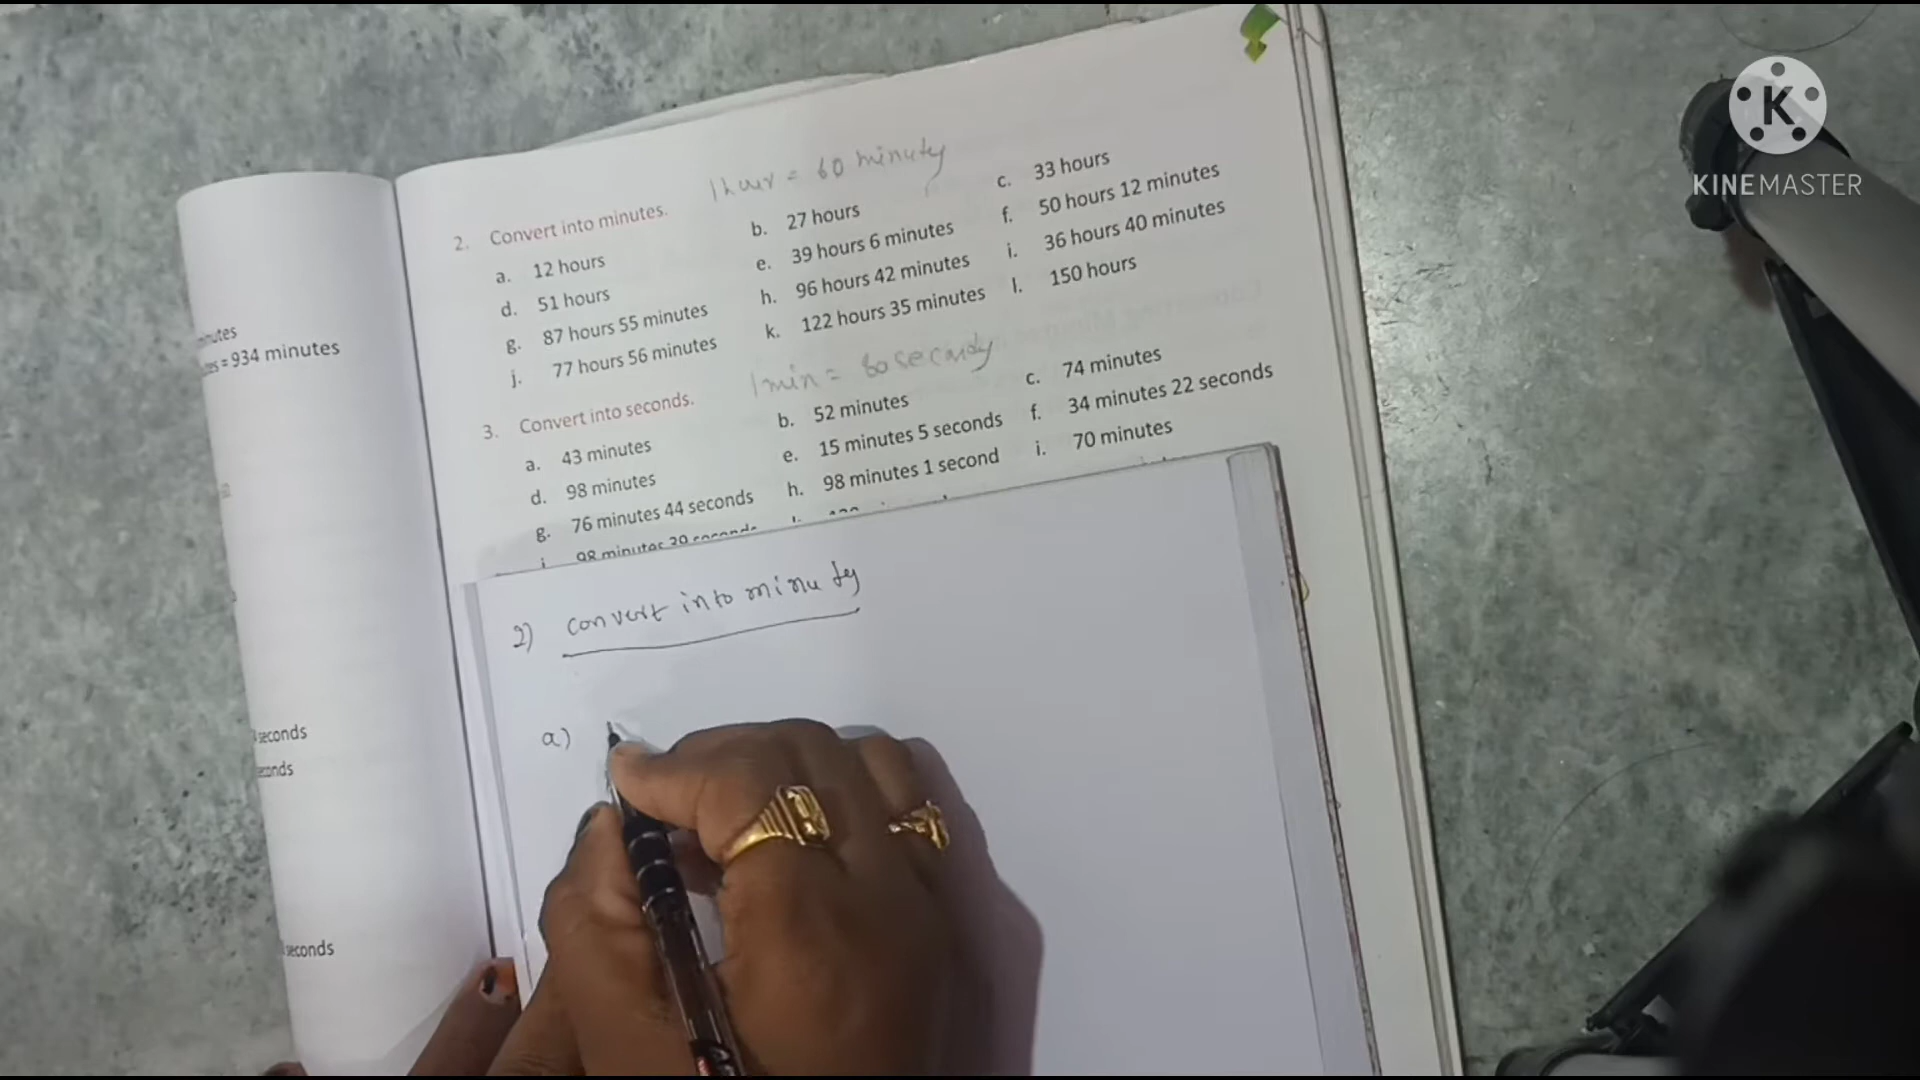 KINEMASTER
1 hour = 60 minutes
2. Convert into minutes.
a. 12 hours
b. 27 hours
c. 33 hours
d. 51 hours
e. 39 hours 6 minutes
f. 50 hours 12 minutes
g. 87 hours 55 minutes
h. 96 hours 42 minutes
i. 36 hours 40 minutes
j. 77 hours 56 minutes
k. 122 hours 35 minutes
l. 150 hours
1 min = 60 seconds
3. Convert into seconds.
a. 43 minutes
b. 52 minutes
c. 74 minutes
d. 98 minutes
e. 15 minutes 5 seconds
f. 34 minutes 22 seconds
g. 76 minutes 44 seconds
h. 98 minutes 1 second
i. 70 minutes
98 minutes
= 934 minutes
seconds
seconds
2) convert into minutes
a)